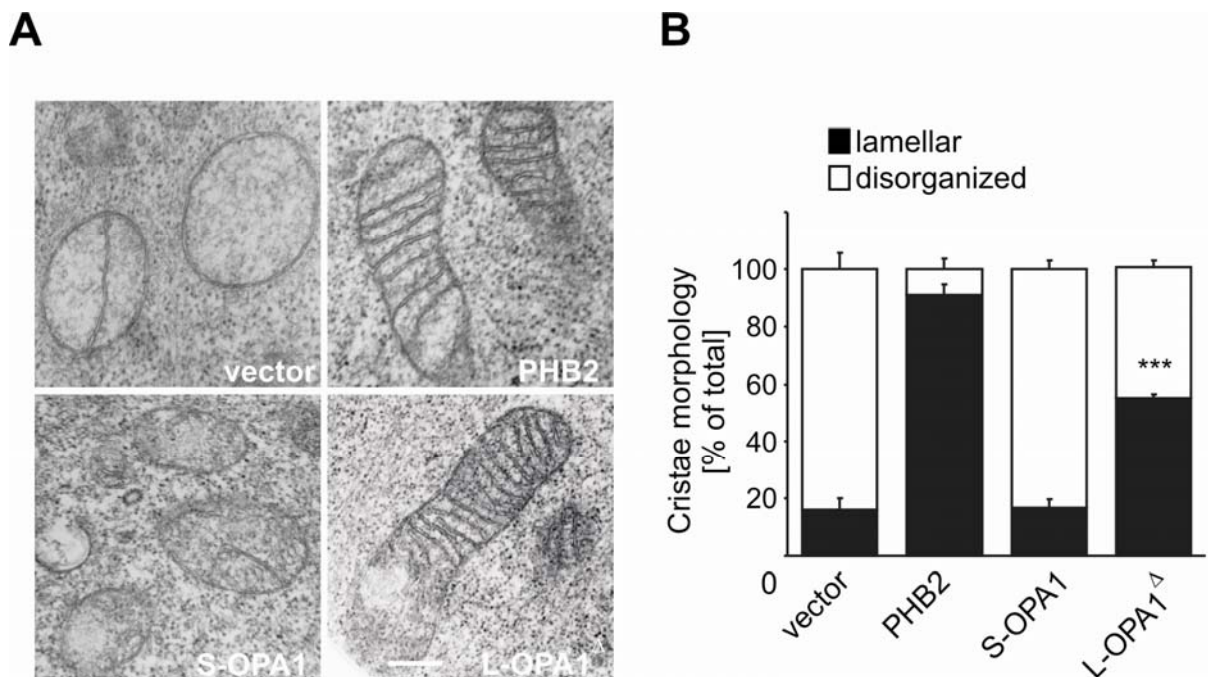 A
vector
PHB2
S-OPA1
L-OPA1Δ
B
lamellar
disorganized
Cristae morphology
[% of total]
100
80
60
40
20
0
***
vector
PHB2
S-OPA1
L-OPA1Δ